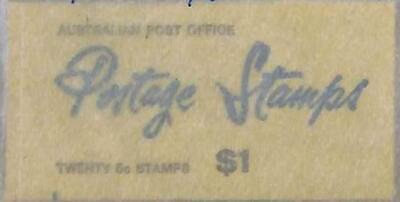 AUSTRALIAN POST OFFICE
Postage Stamps
TWENTY 5c STAMPS $1